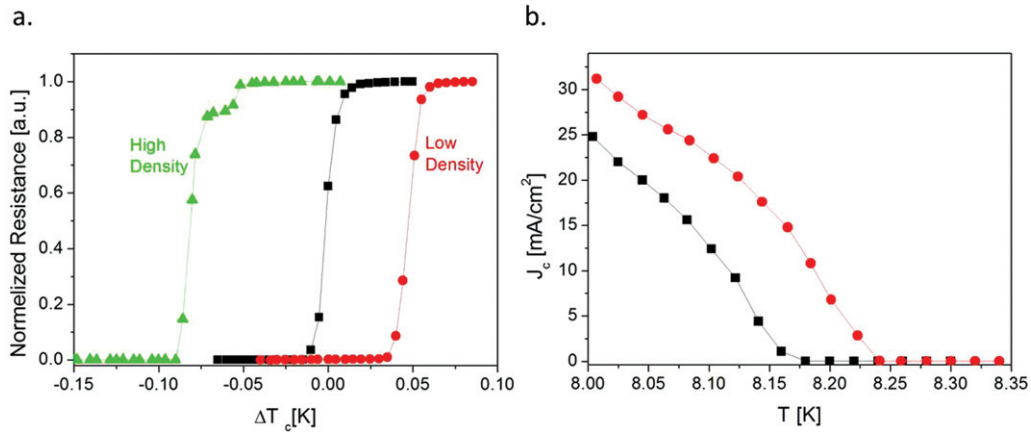 a.
Normelized Resistance [a.u.]
1.0
0.8
0.6
0.4
0.2
0.0
High
Density
Low
Density
-0.15
-0.10
-0.05
0.00
0.05
0.10
ΔT c[K]
b.
Jc [mA/cm2]
30
25
20
15
10
5
0
8.00
8.05
8.10
8.15
8.20
8.25
8.30
8.35
T [K]